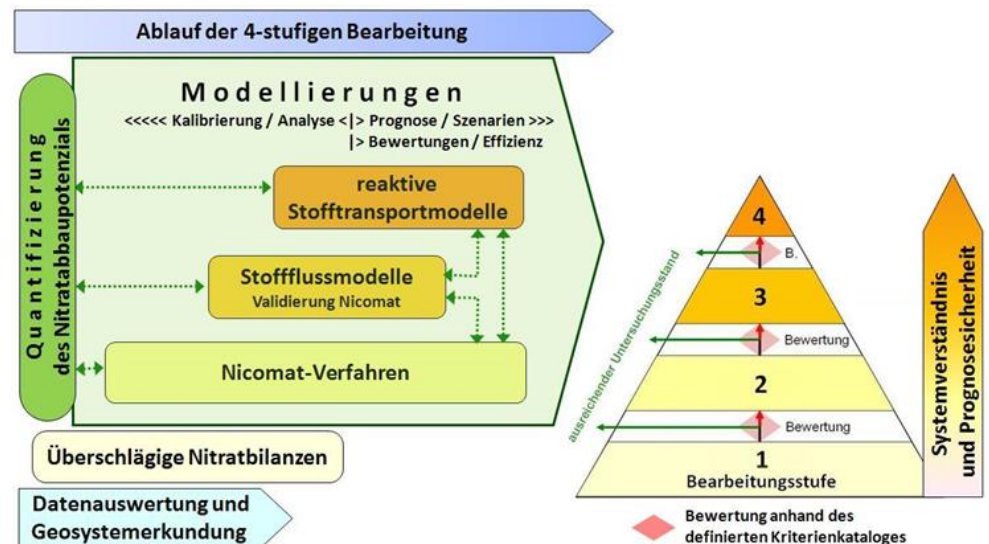 Ablauf der 4-stufigen Bearbeitung
Quantifizierung
des Nitratabbaupotenzials
Modellierungen
<<<<< Kalibrierung / Analyse <|> Prognose / Szenarien >>>
|> Bewertungen / Effizienz
reaktive
Stofftransportmodelle
Stoffflussmodelle
Validierung Nicomat
Nicomat-Verfahren
Überschlägige Nitratbilanzen
Datenauswertung und
Geosystemerkundung
ausreichender Untersuchungsstand
4
B.
3
Bewertung
2
Bewertung
1
Bearbeitungsstufe
Systemverständnis
und Prognosesicherheit
Bewertung anhand des
definierten Kriterienkataloges